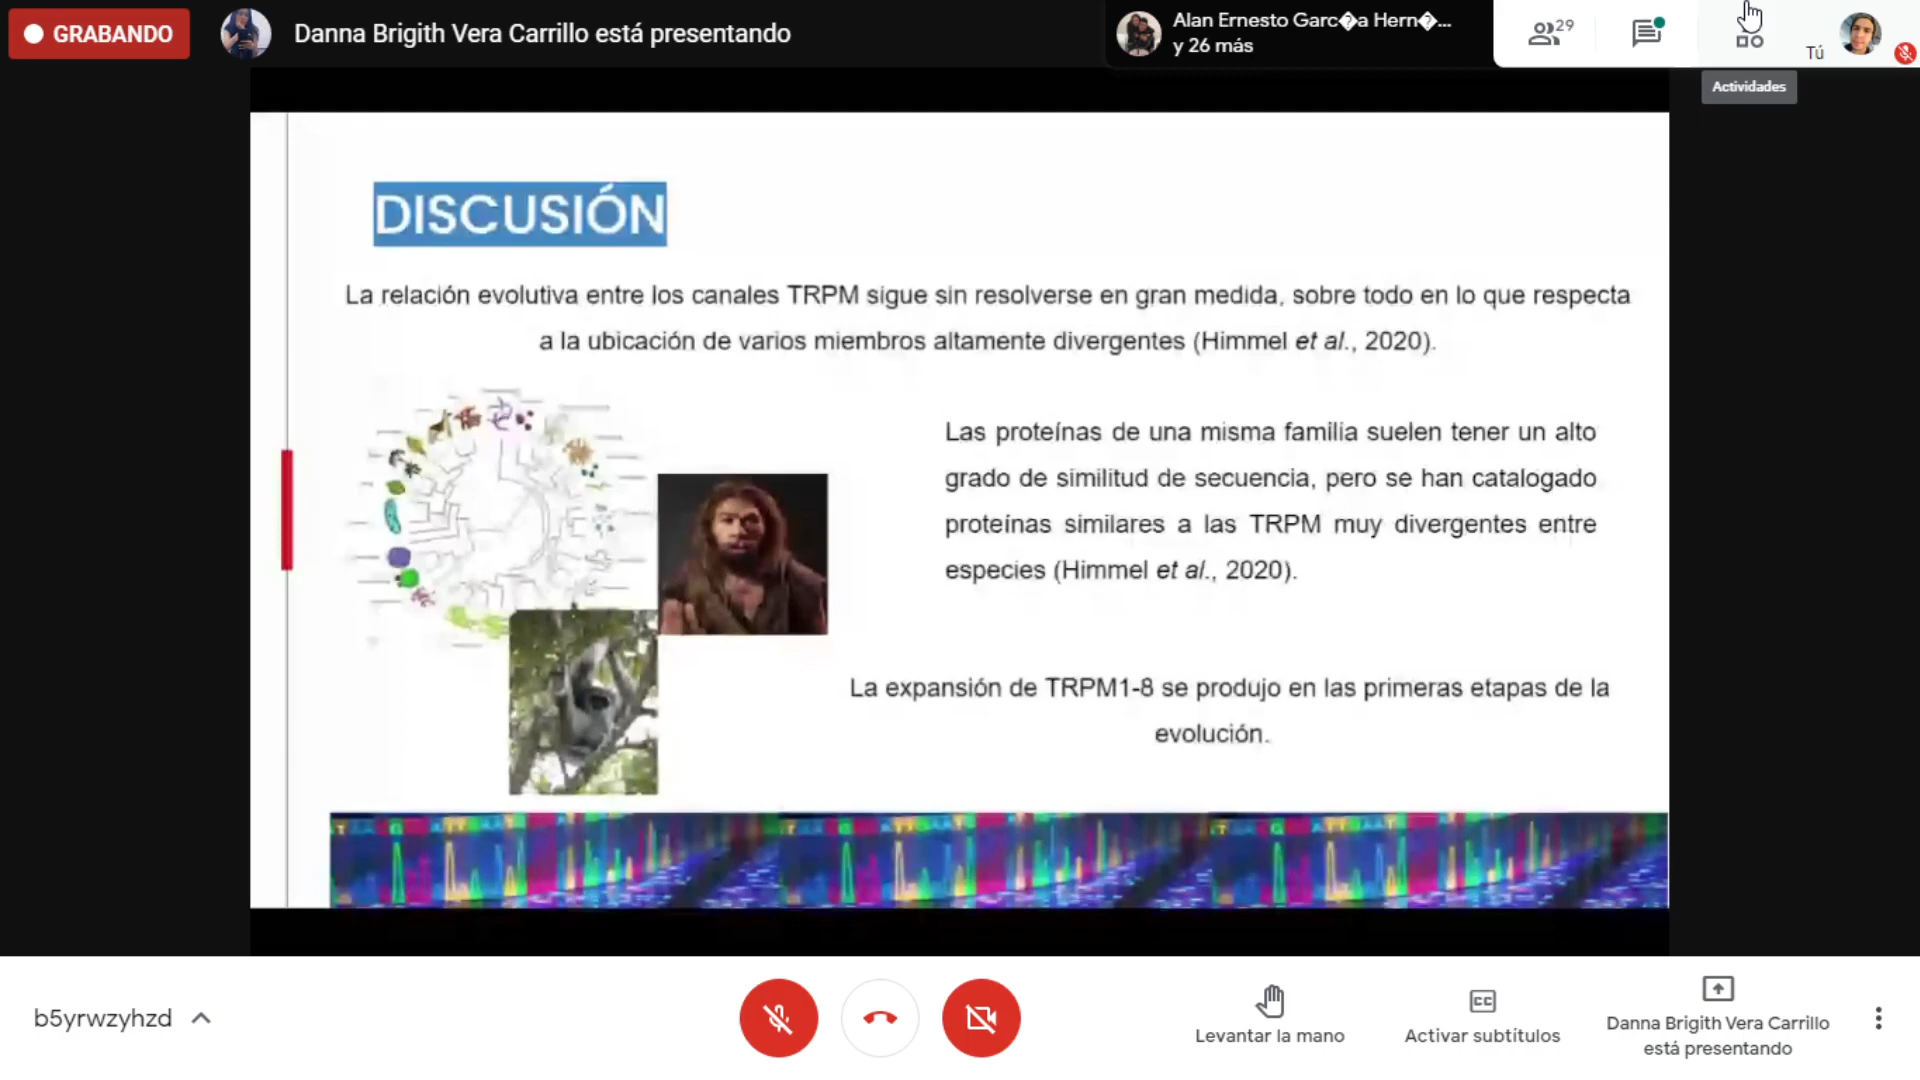 GRABANDO
Danna Brigith Vera Carrillo está presentando
Alan Ernesto Garc�a Hern�...
y 26 más
29
Tú
Actividades
DISCUSIÓN
La relación evolutiva entre los canales TRPM sigue sin resolverse en gran medida, sobre todo en lo que respecta
a la ubicación de varios miembros altamente divergentes (Himmel et al., 2020).
Las proteínas de una misma familia suelen tener un alto
grado de similitud de secuencia, pero se han catalogado
proteínas similares a las TRPM muy divergentes entre
especies (Himmel et al., 2020).
La expansión de TRPM1-8 se produjo en las primeras etapas de la
evolución.
b5yrwzyhzd
Levantar la mano
CC
Activar subtítulos
Danna Brigith Vera Carrillo
está presentando